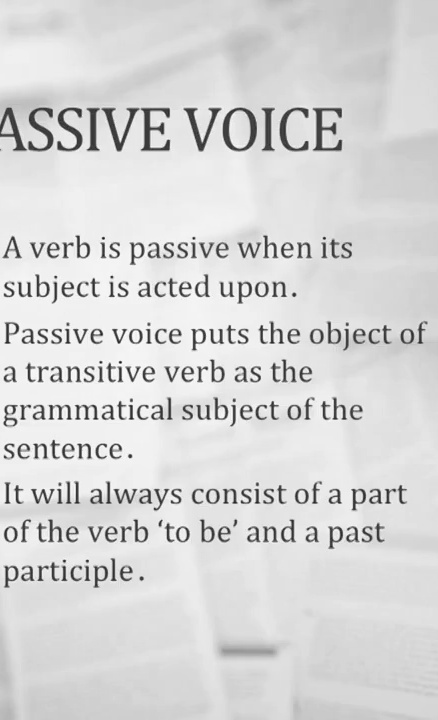 ASSIVE VOICE
A verb is passive when its
subject is acted upon.
Passive voice puts the object of
a transitive verb as the
grammatical subject of the
sentence.
It will always consist of a part
of the verb ‘to be’ and a past
participle.